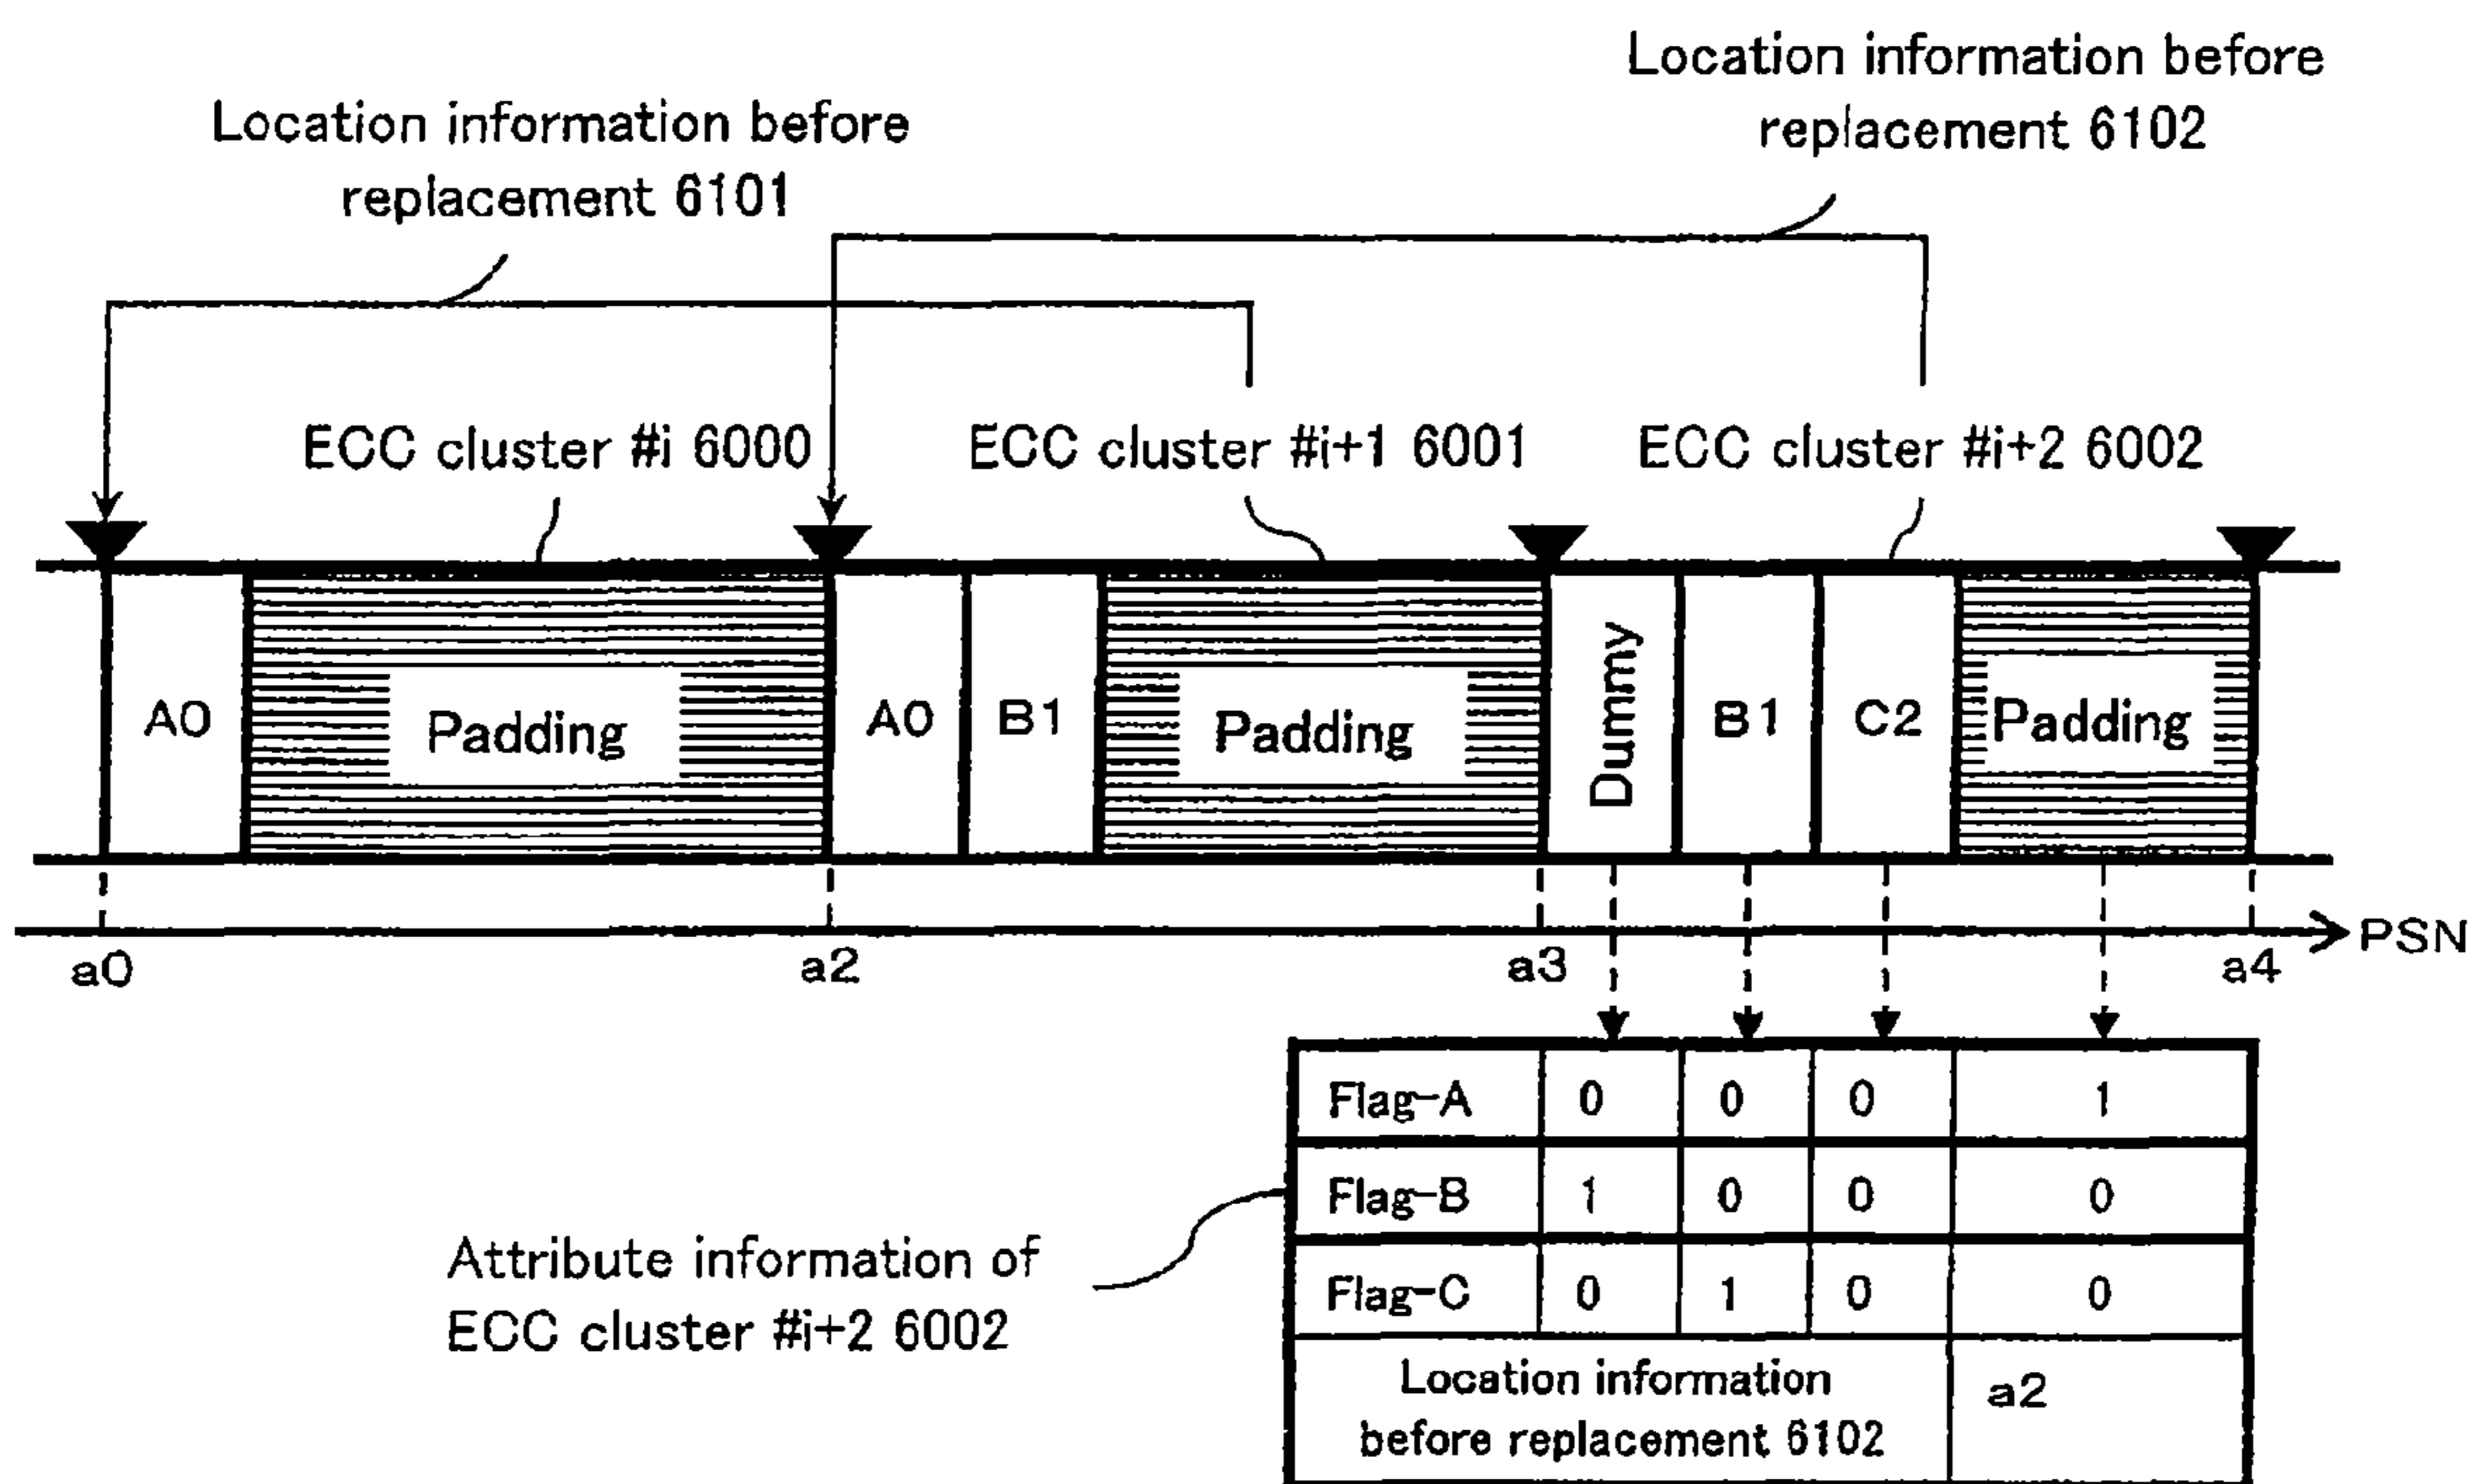 Location information before
replacement 6102
Location information before
replacement 6101
ECC cluster #i 6000
ECC cluster #i+1 6001
ECC cluster #i+2 6002
A0
Padding
A0
B1
Padding
Dummy
B1
C2
Padding
PSN
a0
a2
a3
a4
Flag-A 0 0 0 1
Flag-B 1 0 0 0
Flag-C 0 1 0 0
Location information
before replacement 6102
a2
Attribute information of
ECC cluster #i+2 6002